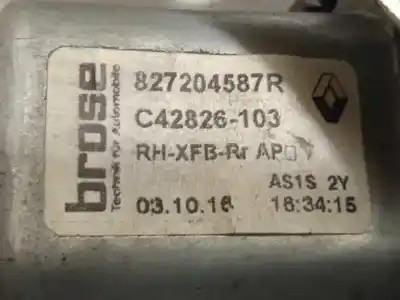 brose
Technik für Automobile
827204587R
C42826-103
RH-XFB-Rr AP
AS1S 2Y
03.10.16 16:34:15